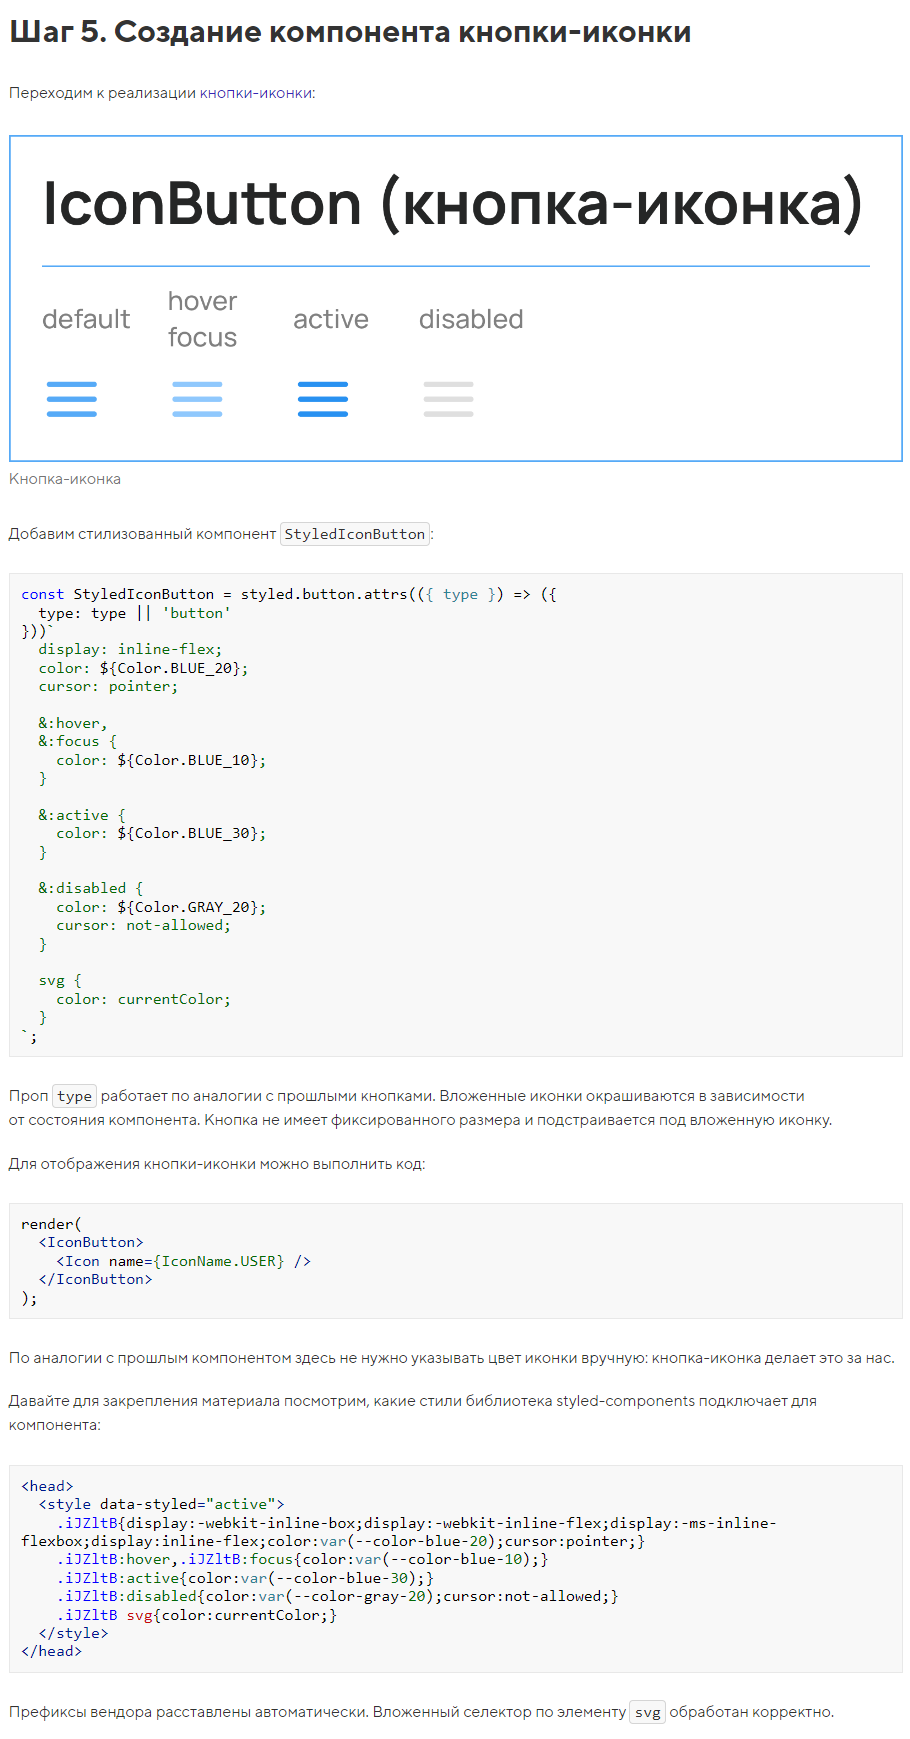 Шаг 5. Создание компонента кнопки-иконки
Переходим к реализации кнопки-иконки:
IconButton (кнопка-иконка)
default hover focus active disabled
Кнопка-иконка
Добавим стилизованный компонент StyledIconButton:
const StyledIconButton = styled.button.attrs(({ type }) => ({
  type: type || 'button'
}))`
  display: inline-flex;
  color: ${Color.BLUE_20};
  cursor: pointer;
  &:hover,
  &:focus {
    color: ${Color.BLUE_10};
  }
  &:active {
    color: ${Color.BLUE_30};
  }
  &:disabled {
    color: ${Color.GRAY_20};
    cursor: not-allowed;
  }
  svg {
    color: currentColor;
  }
`;
Проп type работает по аналогии с прошлыми кнопками. Вложенные иконки окрашиваются в зависимости
от состояния компонента. Кнопка не имеет фиксированного размера и подстраивается под вложенную иконку.
Для отображения кнопки-иконки можно выполнить код:
render(
  <IconButton>
    <Icon name={IconName.USER} />
  </IconButton>
);
По аналогии с прошлым компонентом здесь не нужно указывать цвет иконки вручную: кнопка-иконка делает это за нас.
Давайте для закрепления материала посмотрим, какие стили библиотека styled-components подключает для
компонента:
<head>
  <style data-styled="active">
    .iJZltB{display:-webkit-inline-box;display:-webkit-inline-flex;display:-ms-inline-
flexbox;display:inline-flex;color:var(--color-blue-20);cursor:pointer;}
    .iJZltB:hover,.iJZltB:focus{color:var(--color-blue-10);}
    .iJZltB:active{color:var(--color-blue-30);}
    .iJZltB:disabled{color:var(--color-gray-20);cursor:not-allowed;}
    .iJZltB svg{color:currentColor;}
  </style>
</head>
Префиксы вендора расставлены автоматически. Вложенный селектор по элементу svg обработан корректно.